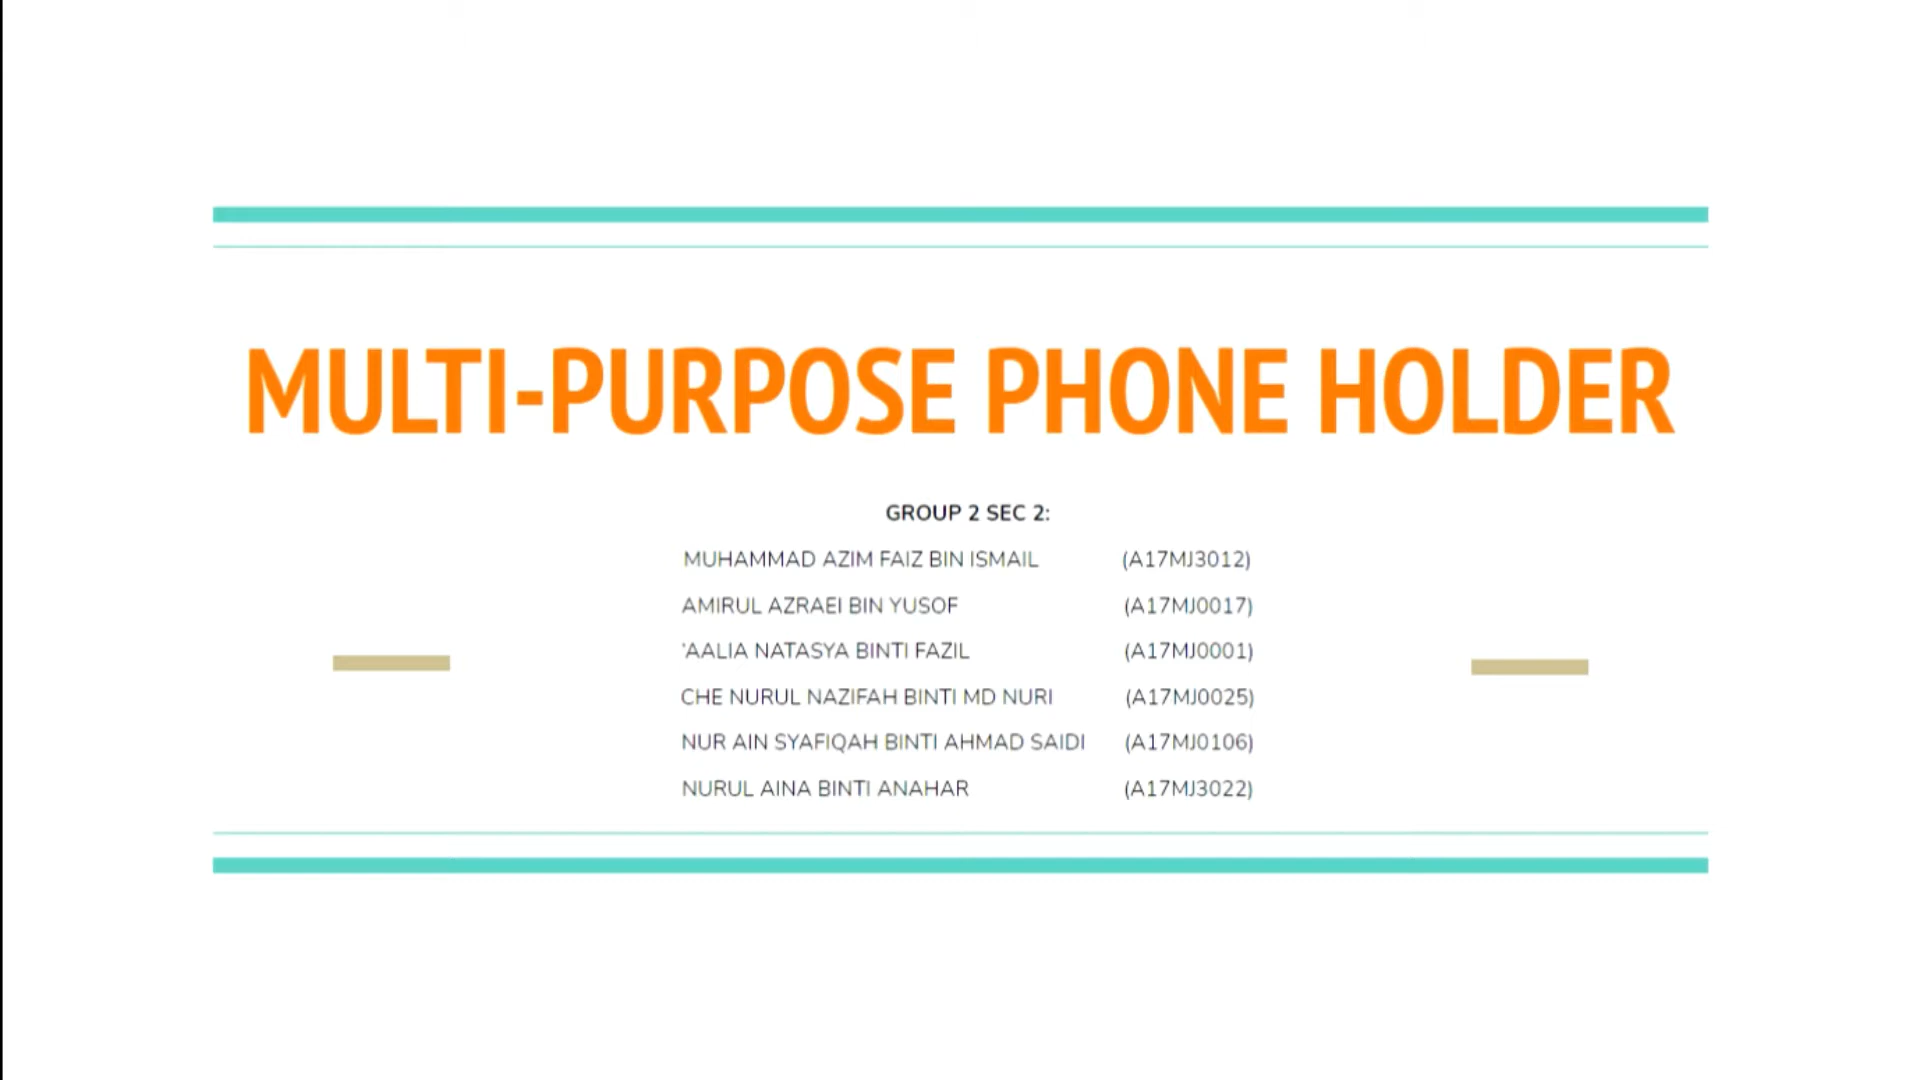 MULTI-PURPOSE PHONE HOLDER
GROUP 2 SEC 2:
MUHAMMAD AZIM FAIZ BIN ISMAIL (A17MJ3012)
AMIRUL AZRAEI BIN YUSOF (A17MJ0017)
'AALIA NATASYA BINTI FAZIL (A17MJ0001)
CHE NURUL NAZIFAH BINTI MD NURI (A17MJ0025)
NUR AIN SYAFIQAH BINTI AHMAD SAIDI (A17MJ0106)
NURUL AINA BINTI ANAHAR (A17MJ3022)